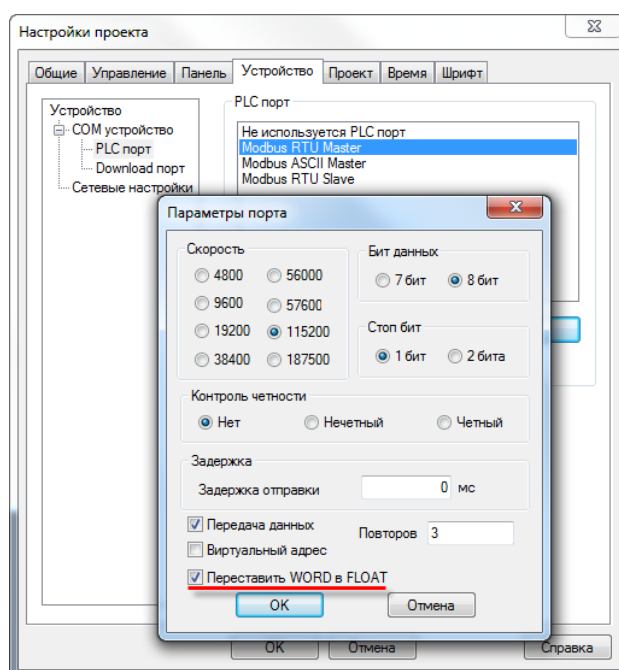 Настройки проекта
Общие Управление Панель Устройство Проект Время Шрифт
Устройство
COM устройство
PLC порт
Download порт
Сетевые настройки
PLC порт
Не используется PLC порт
Modbus RTU Master
Modbus ASCII Master
Modbus RTU Slave
Параметры порта
Скорость
4800 56000
9600 57600
19200 115200
38400 187500
Бит данных
7 бит 8 бит
Стоп бит
1 бит 2 бита
Контроль четности
Нет Нечетный Четный
Задержка
Задержка отправки 0 мс
Передача данных
Повторов 3
Виртуальный адрес
Переставить WORD в FLOAT
OK Отмена
OK Отмена Справка